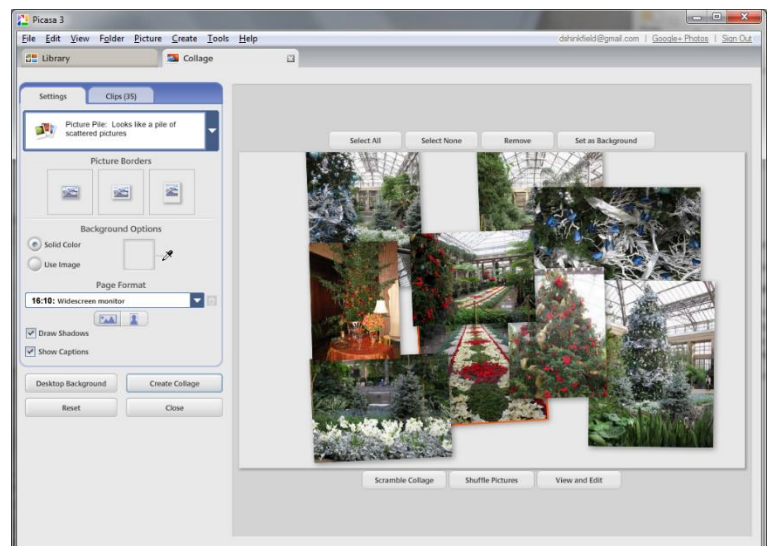 Picasa 3
File Edit View Folder Picture Create Tools Help
dshinkfield@gmail.com | Google+ Photos | Sign Out
Library
Collage
Settings
Clips (35)
Picture Pile: Looks like a pile of
scattered pictures
Picture Borders
Background Options
Solid Color
Use Image
Page Format
16:10: Widescreen monitor
Draw Shadows
Show Captions
Desktop Background
Create Collage
Reset
Close
Select All
Select None
Remove
Set as Background
Scramble Collage
Shuffle Pictures
View and Edit